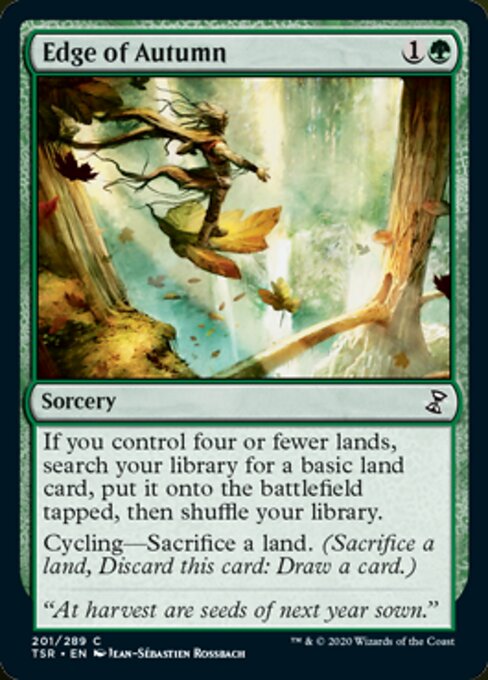 Edge of Autumn 1
Sorcery
If you control four or fewer lands,
search your library for a basic land
card, put it onto the battlefield
tapped, then shuffle your library.
Cycling—Sacrifice a land. (Sacrifice a
land, Discard this card: Draw a card.)
“At harvest are seeds of next year sown.”
201/289 C
™ & © 2020 Wizards of the Coast
TSR • EN Jean-Sébastien Rossbach